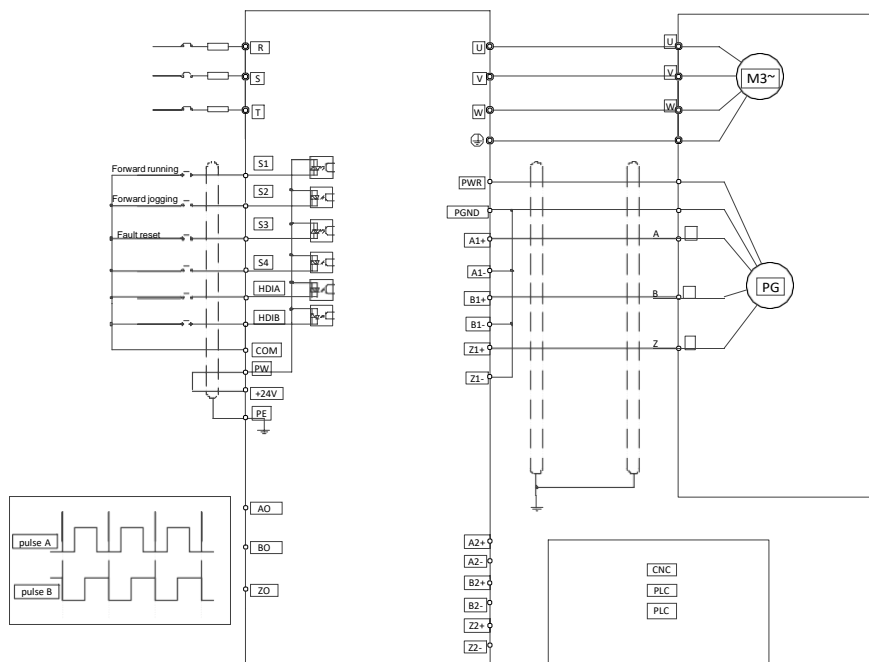 R
S
T
U
V
W
U
V
W
M3~
Forward running
S1
Forward jogging
S2
Fault reset
S3
S4
HDIA
HDIB
COM
PW
+24V
PE
PWR
PGND
A1+
A1-
B1+
B1-
Z1+
Z1-
A
B
Z
PG
pulse A
pulse B
AO
BO
ZO
A2+
A2-
B2+
B2-
Z2+
Z2-
CNC
PLC
PLC